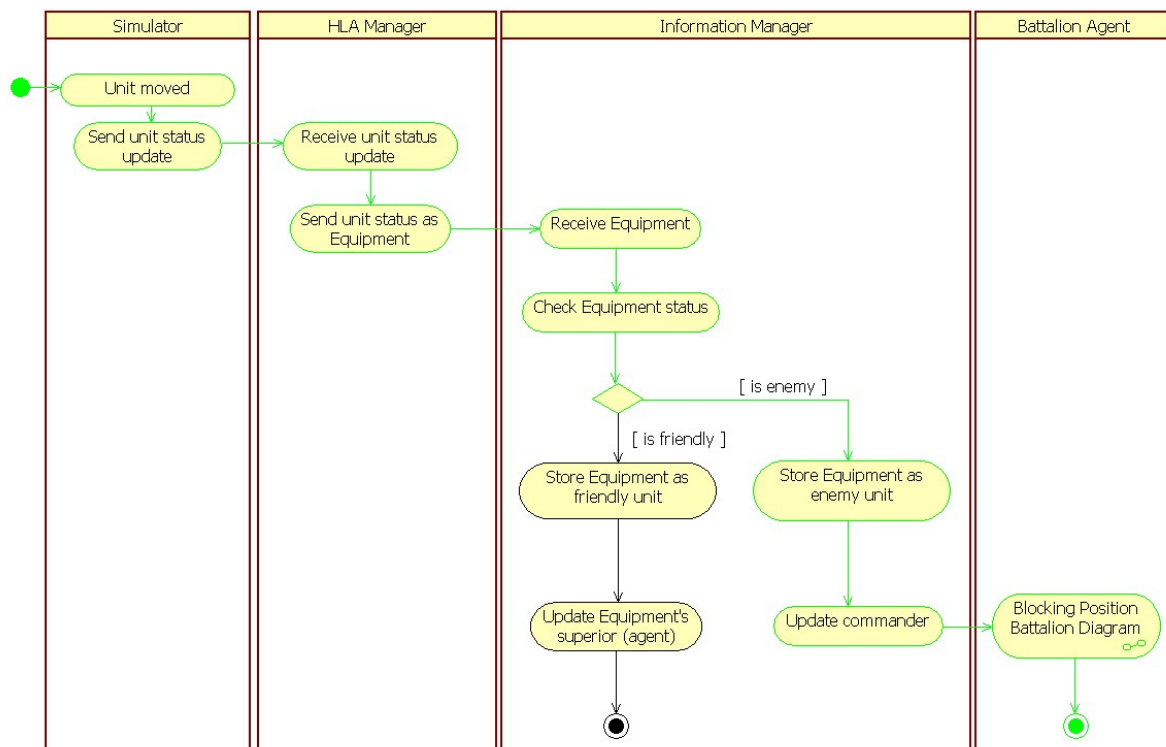 Simulator
HLA Manager
Information Manager
Battalion Agent
Unit moved
Send unit status
update
Receive unit status
update
Send unit status as
Equipment
Receive Equipment
Check Equipment status
[ is enemy ]
[ is friendly ]
Store Equipment as
friendly unit
Store Equipment as
enemy unit
Update Equipment's
superior (agent)
Update commander
Blocking Position
Battalion Diagram